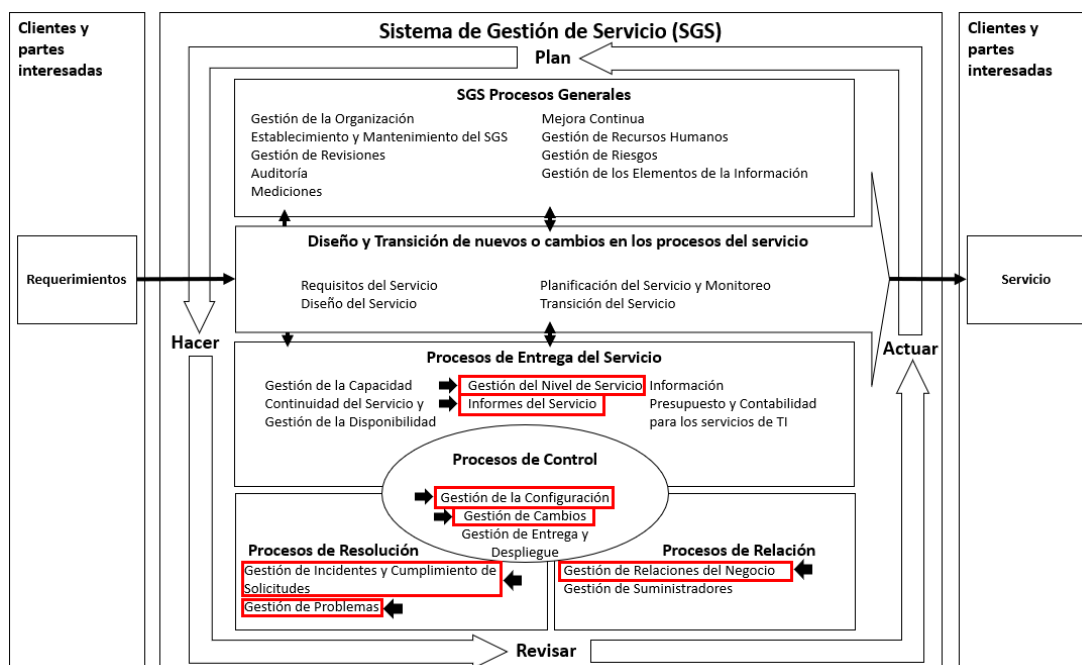 Clientes y
partes
interesadas
Sistema de Gestión de Servicio (SGS)
Clientes y
partes
interesadas
Plan
SGS Procesos Generales
Gestión de la Organización
Establecimiento y Mantenimiento del SGS
Gestión de Revisiones
Auditoría
Mediciones
Mejora Continua
Gestión de Recursos Humanos
Gestión de Riesgos
Gestión de los Elementos de la Información
Diseño y Transición de nuevos o cambios en los procesos del servicio
Requerimientos
Requisitos del Servicio
Diseño del Servicio
Planificación del Servicio y Monitoreo
Transición del Servicio
Servicio
Hacer
Actuar
Procesos de Entrega del Servicio
Gestión de la Capacidad
Continuidad del Servicio y
Gestión de la Disponibilidad
Gestión del Nivel de Servicio
Informes del Servicio
Información
Presupuesto y Contabilidad
para los servicios de TI
Procesos de Control
Gestión de la Configuración
Gestión de Cambios
Gestión de Entrega y
Despliegue
Procesos de Resolución
Gestión de Incidentes y Cumplimiento de
Solicitudes
Gestión de Problemas
Procesos de Relación
Gestión de Relaciones del Negocio
Gestión de Suministradores
Revisar